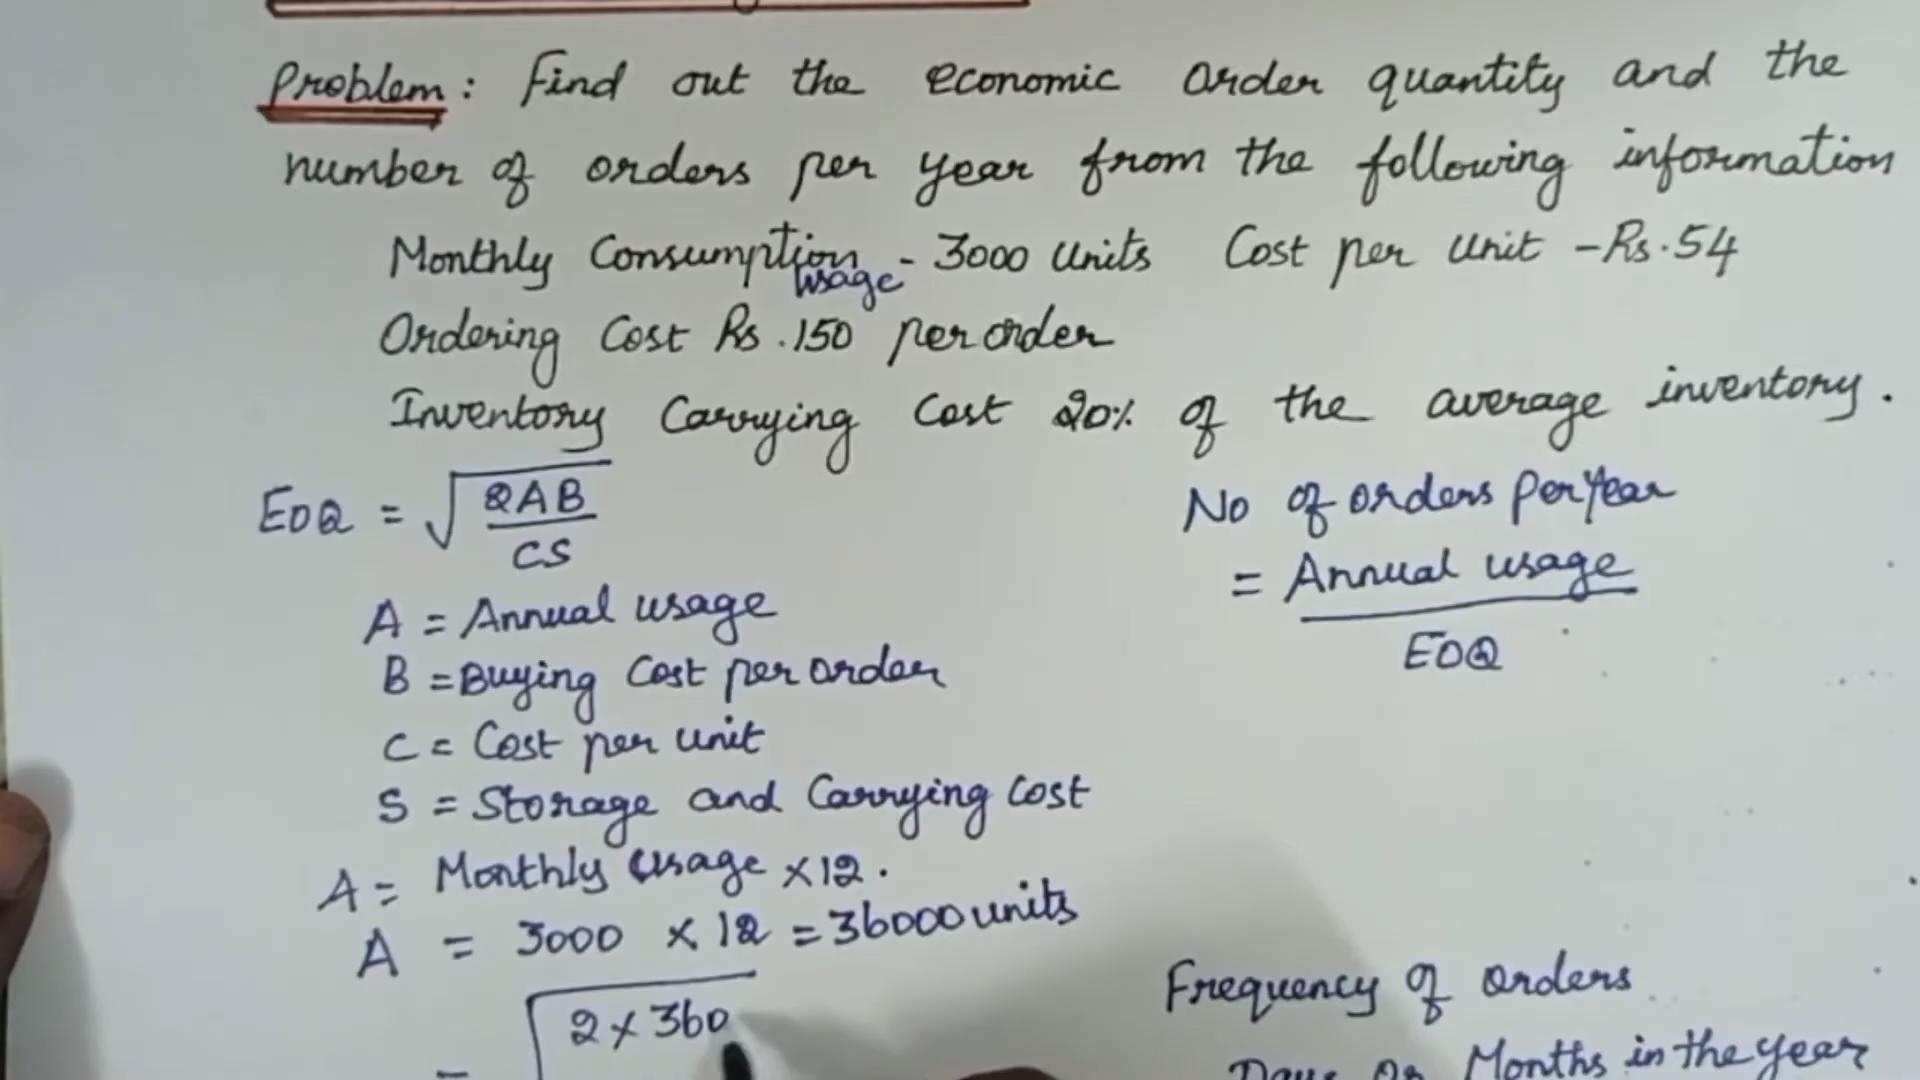 Problem: Find out the economic order quantity and the
number of orders per year from the following information
Monthly Consumption - 3000 units Cost per unit - Rs.54
usage
Ordering Cost Rs.150 per order
Inventory Carrying Cost 20% of the average inventory.
EOQ = √2AB
CS
A = Annual usage
B = Buying Cost per order
C = Cost per unit
S = Storage and Carrying cost
A = Monthly usage ×12.
A = 3000 × 12 = 36000 units
= √2 × 360
No of orders Per Year
= Annual usage
EOQ
Frequency of orders
Days or Months in the year